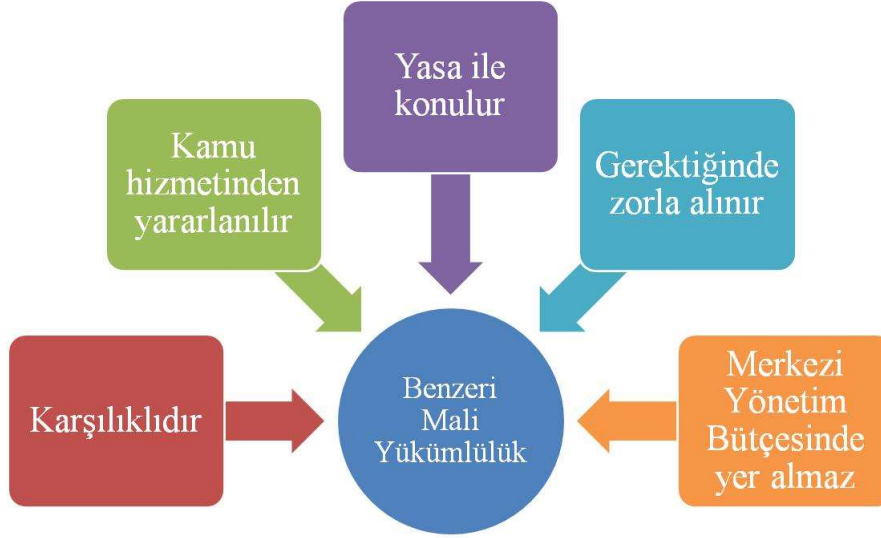 Yasa ile
konulur
Kamu
hizmetinden
yararlanılır
Gerektiğinde
zorla alınır
Karşılıklıdır
Benzeri
Mali
Yükümlülük
Merkezi
Yönetim
Bütçesinde
yer almaz